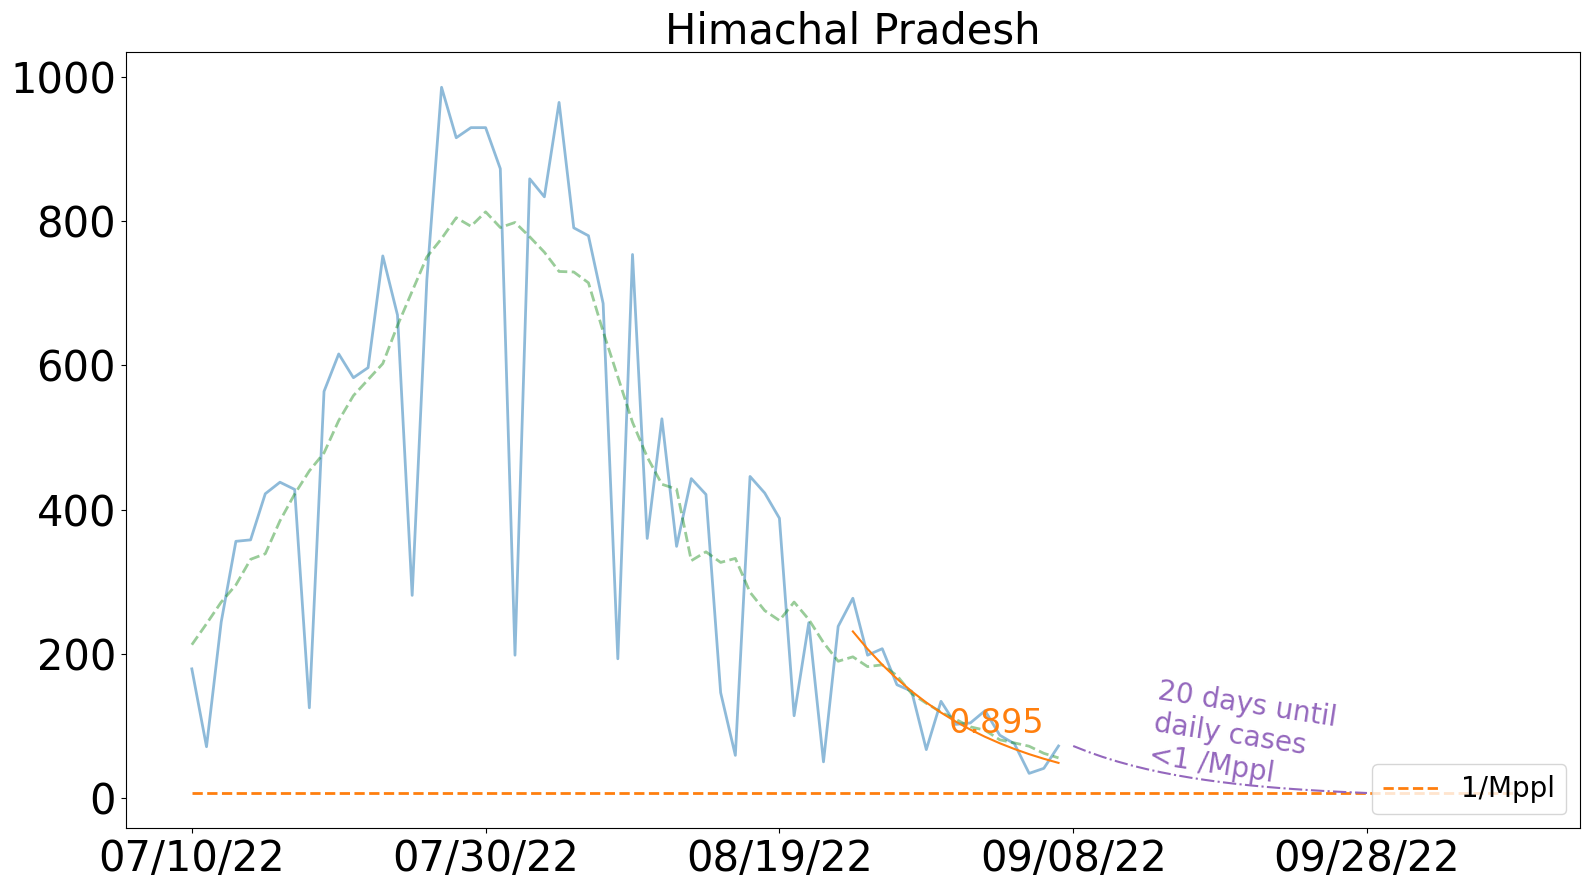 Himachal Pradesh
1000
800
600
400
200
0
0.895
20 days until
daily cases
<1 /Mppl
1/Mppl
07/10/22
07/30/22
08/19/22
09/08/22
09/28/22